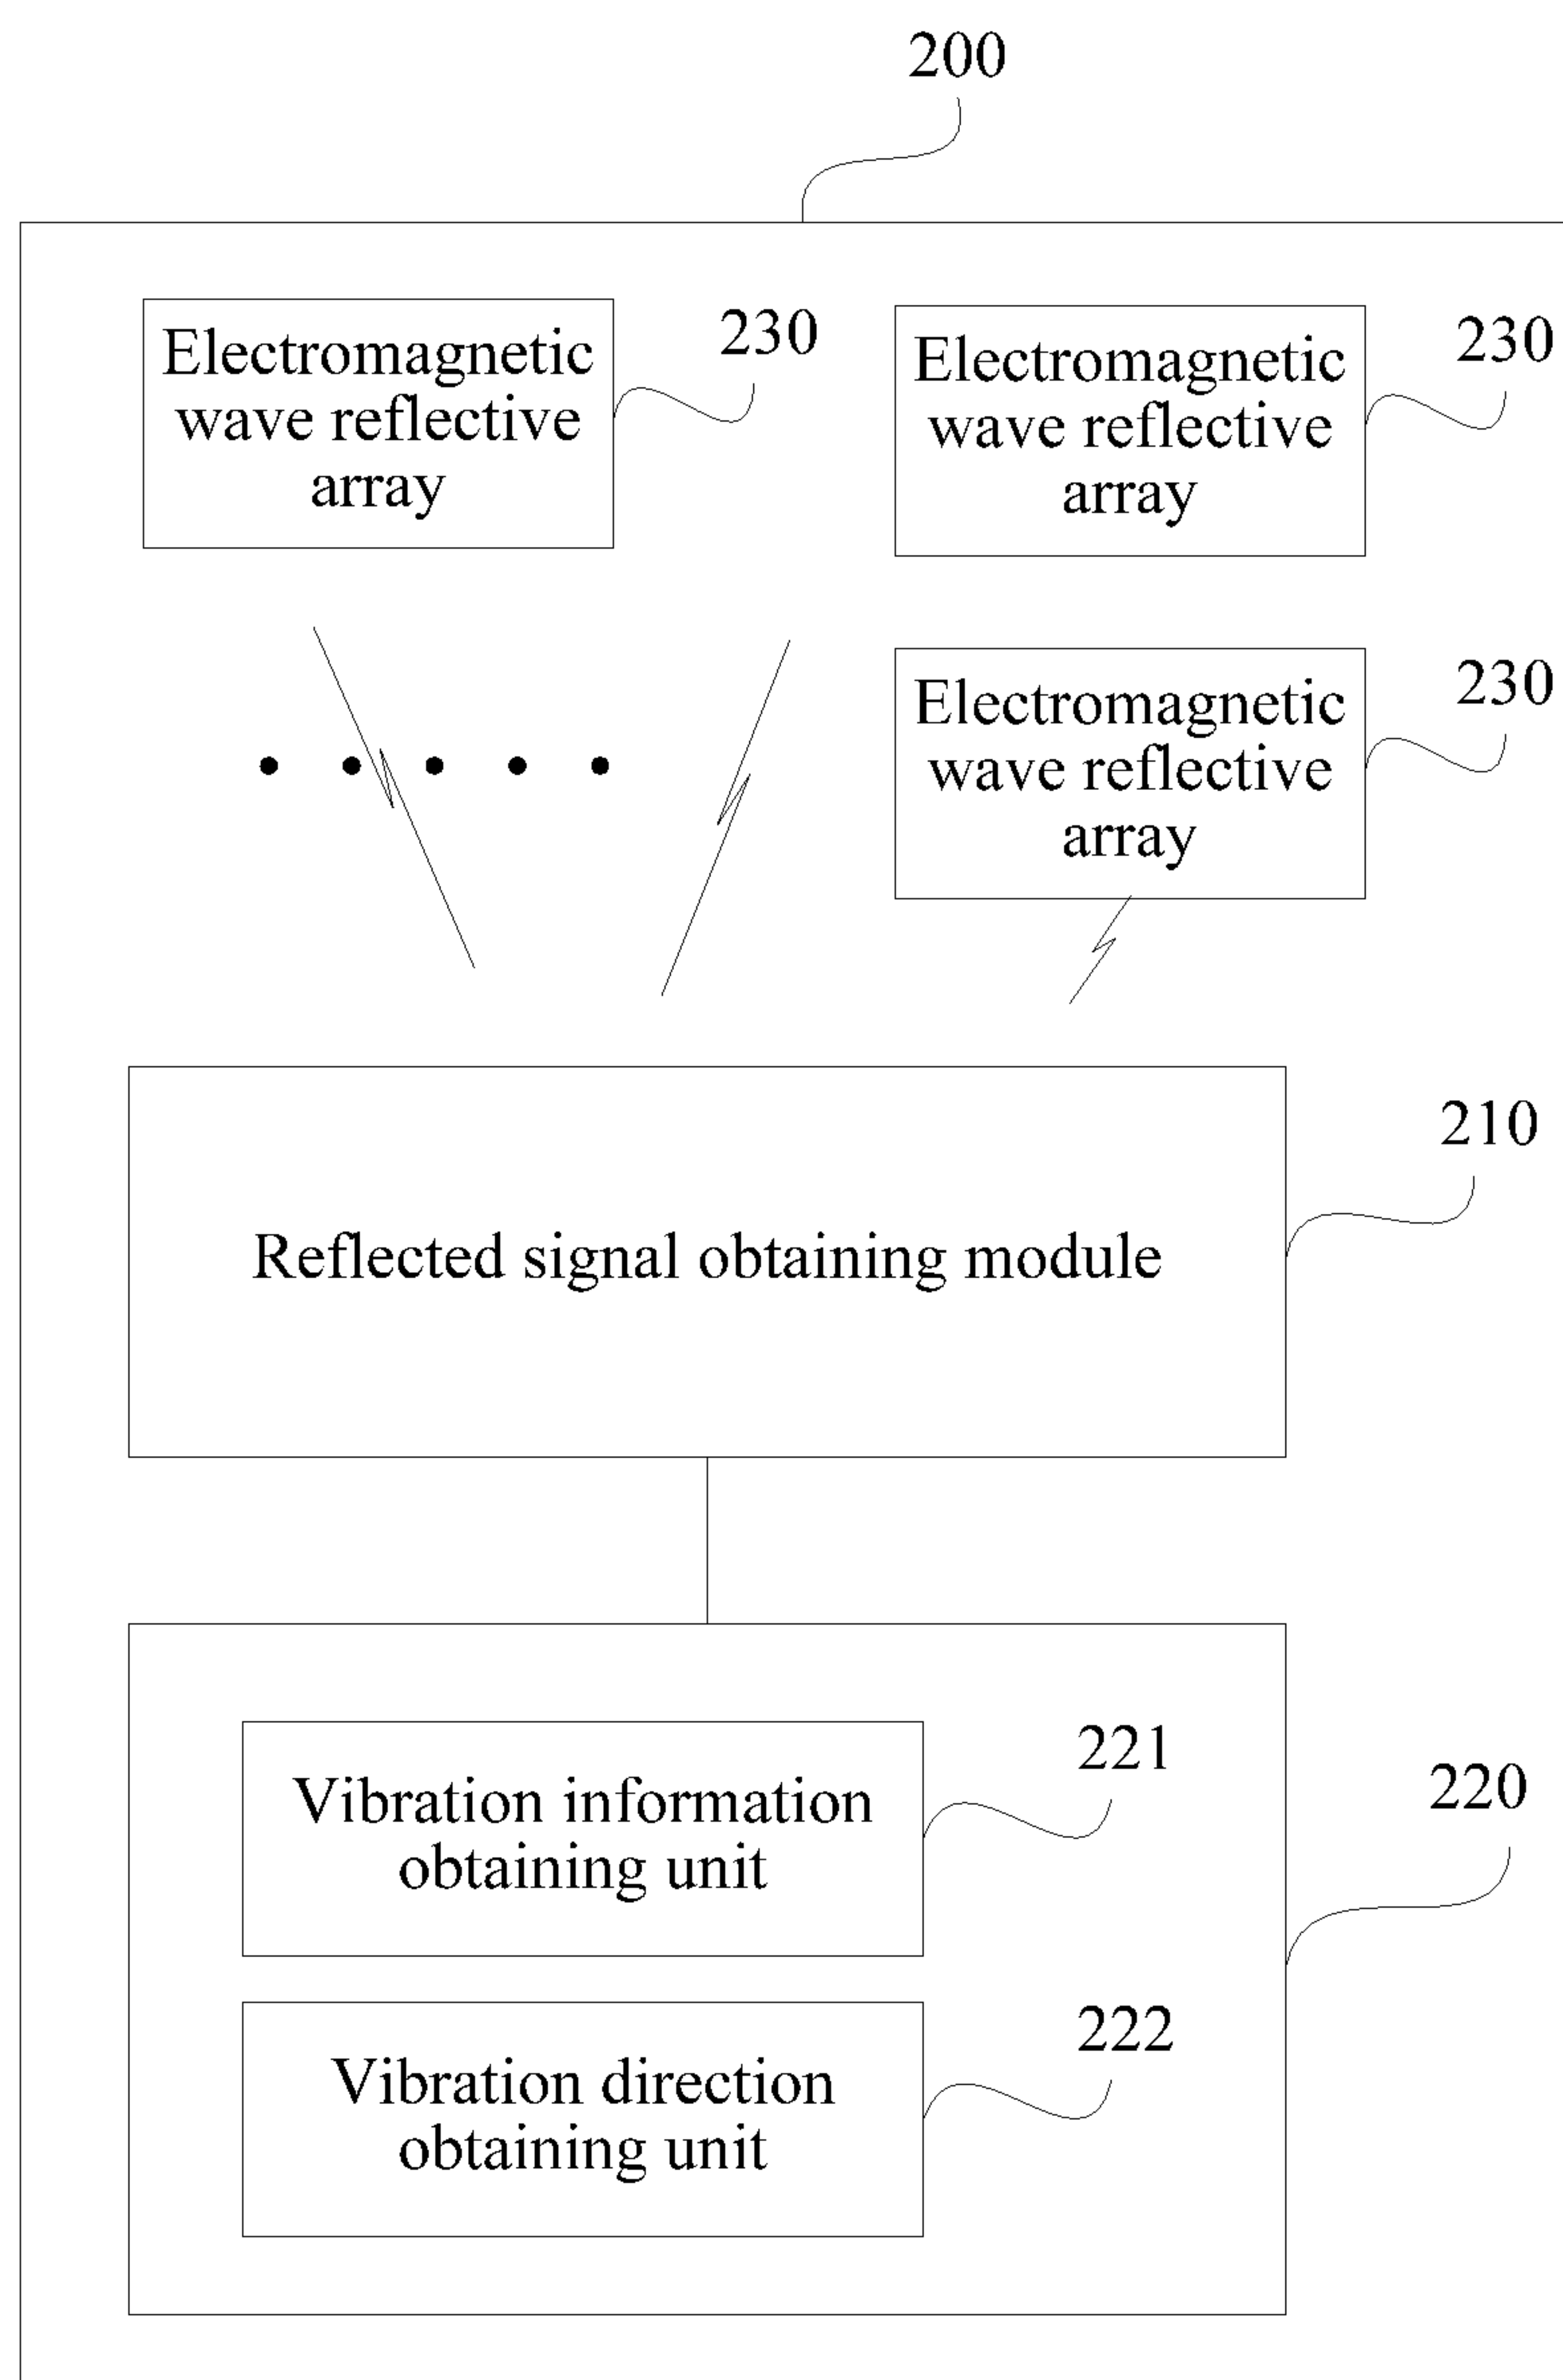 200
Electromagnetic
wave reflective
array
230
Electromagnetic
wave reflective
array
230
Electromagnetic
wave reflective
array
230
Reflected signal obtaining module
210
Vibration information
obtaining unit
221
220
Vibration direction
obtaining unit
222